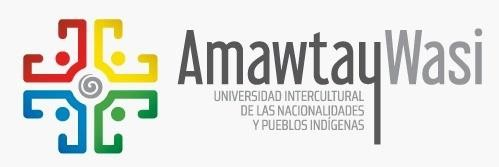 AmawtayWasi
UNIVERSIDAD INTERCULTURAL
DE LAS NACIONALIDADES
Y PUEBLOS INDÍGENAS